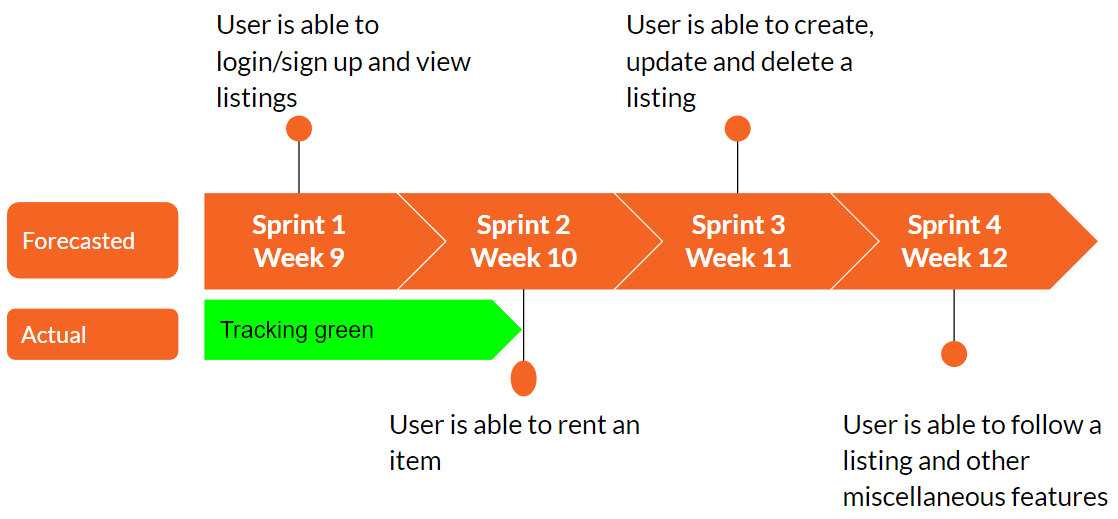 User is able to
login/sign up and view
listings
User is able to create,
update and delete a
listing
Forecasted
Sprint 1
Week 9
Sprint 2
Week 10
Sprint 3
Week 11
Sprint 4
Week 12
Actual
Tracking green
User is able to rent an
item
User is able to follow a
listing and other
miscellaneous features